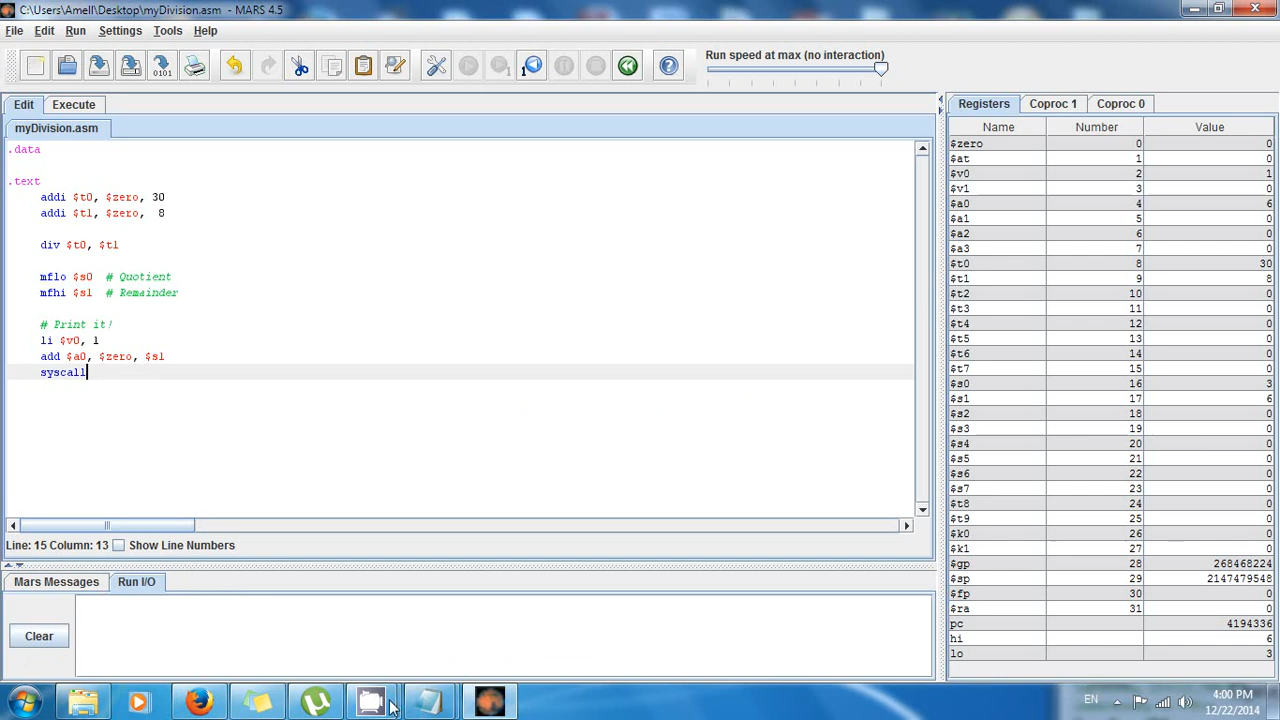 C:\Users\Amell\Desktop\myDivision.asm - MARS 4.5
File Edit Run Settings Tools Help
Run speed at max (no interaction)
Edit Execute
myDivision.asm
.data
.text
addi $t0, $zero, 30
addi $t1, $zero, 8
div $t0, $t1
mflo $s0 # Quotient
mfhi $s1 # Remainder
# Print it!
li $v0, 1
add $a0, $zero, $s1
syscall
Line: 15 Column: 13 Show Line Numbers
Mars Messages Run I/O
Clear
Registers Coproc 1 Coproc 0
Name Number Value
$zero 0 0
$at 1 0
$v0 2 1
$v1 3 0
$a0 4 6
$a1 5 0
$a2 6 0
$a3 7 0
$t0 8 30
$t1 9 8
$t2 10 0
$t3 11 0
$t4 12 0
$t5 13 0
$t6 14 0
$t7 15 0
$s0 16 3
$s1 17 6
$s2 18 0
$s3 19 0
$s4 20 0
$s5 21 0
$s6 22 0
$s7 23 0
$t8 24 0
$t9 25 0
$k0 26 0
$k1 27 0
$gp 28 268468224
$sp 29 2147479548
$fp 30 0
$ra 31 0
pc 4194336
hi 6
lo 3
EN
4:00 PM
12/22/2014